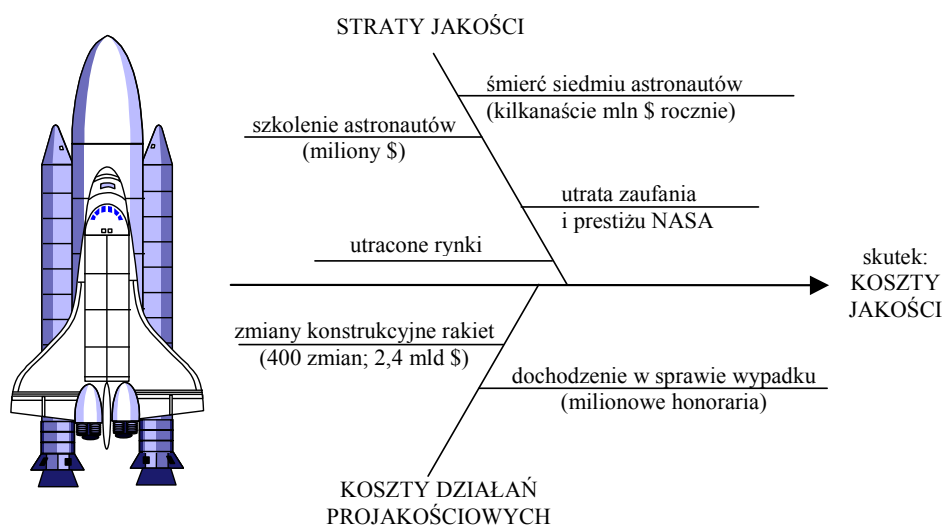 STRATY JAKOŚCI
śmierć siedmiu astronautów
(kilkanaście mln $ rocznie)
szkolenie astronautów
(miliony $)
utrata zaufania
i prestiżu NASA
utracone rynki
skutek:
KOSZTY
JAKOŚCI
zmiany konstrukcyjne rakiet
(400 zmian; 2,4 mld $)
dochodzenie w sprawie wypadku
(milionowe honoraria)
KOSZTY DZIAŁAŃ
PROJAKOŚCIOWYCH